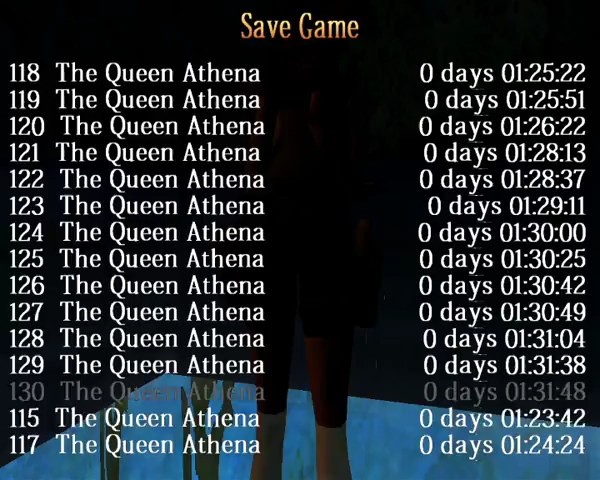 Save Game
118 The Queen Athena 0 days 01:25:22
119 The Queen Athena 0 days 01:25:51
120 The Queen Athena 0 days 01:26:22
121 The Queen Athena 0 days 01:28:13
122 The Queen Athena 0 days 01:28:37
123 The Queen Athena 0 days 01:29:11
124 The Queen Athena 0 days 01:30:00
125 The Queen Athena 0 days 01:30:25
126 The Queen Athena 0 days 01:30:42
127 The Queen Athena 0 days 01:30:49
128 The Queen Athena 0 days 01:31:04
129 The Queen Athena 0 days 01:31:38
130 The Queen Athena 0 days 01:31:48
115 The Queen Athena 0 days 01:23:42
117 The Queen Athena 0 days 01:24:24